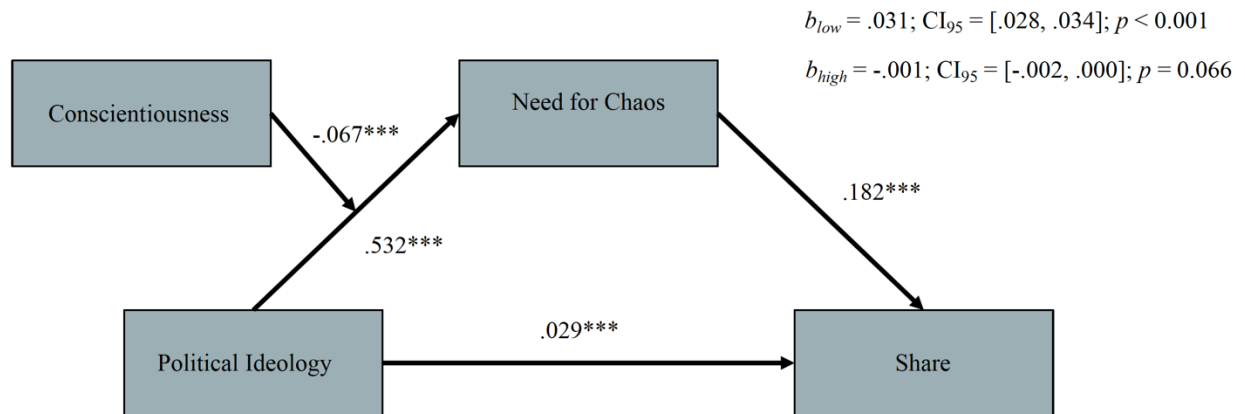 b_low = .031; CI₉₅ = [.028, .034]; p < 0.001
b_high = -.001; CI₉₅ = [-.002, .000]; p = 0.066
Conscientiousness
Need for Chaos
-.067***
.182***
.532***
.029***
Political Ideology
Share